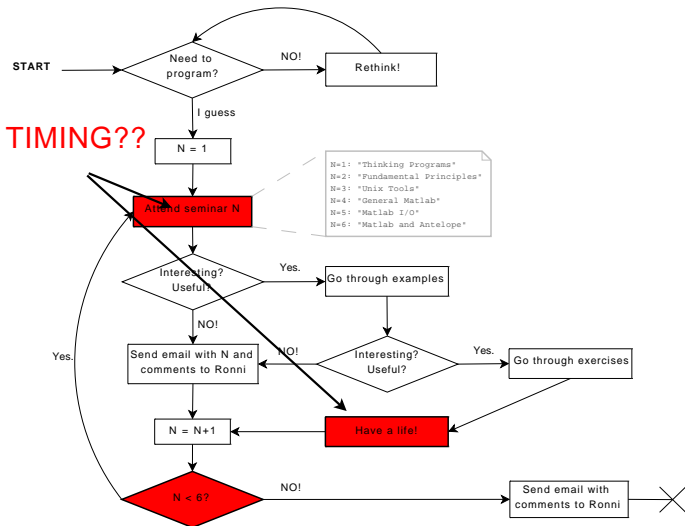 START
Need to
program?
NO!
Rethink!
I guess
TIMING??
N = 1
N=1: "Thinking Programs"
N=2: "Fundamental Principles"
N=3: "Unix Tools"
N=4: "General Matlab"
N=5: "Matlab I/O"
N=6: "Matlab and Antelope"
Attend seminar N
Interesting?
Useful?
Yes.
Go through examples
NO!
Yes.
Send email with N and
comments to Ronni
NO!
Interesting?
Useful?
Yes.
Go through exercises
N = N+1
Have a life!
N < 6?
NO!
Send email with
comments to Ronni